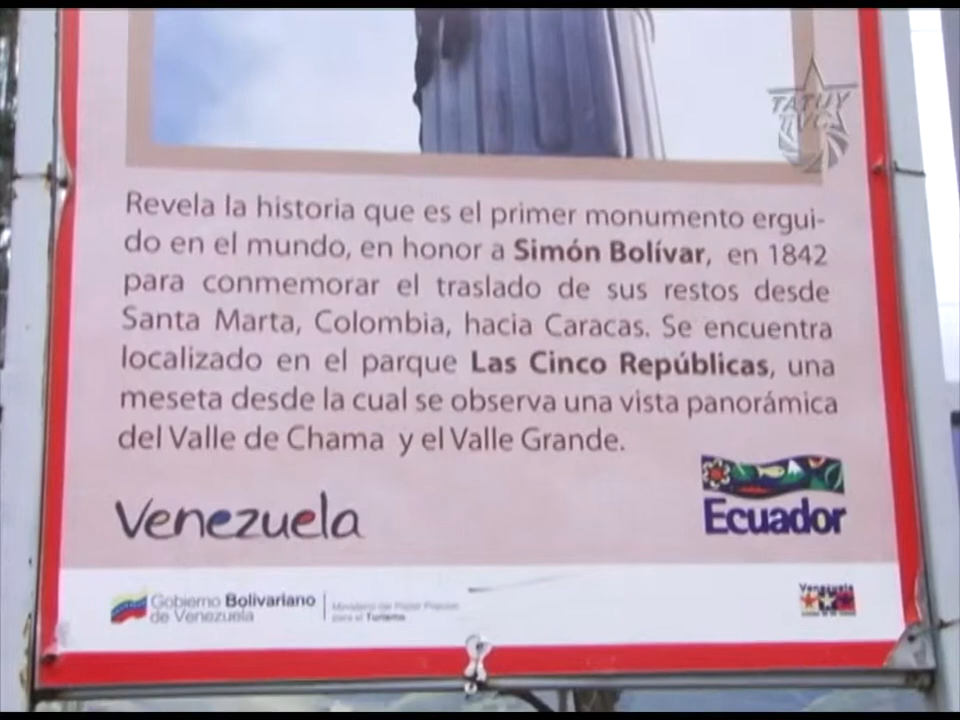 TATUY
TVC
Revela la historia que es el primer monumento ergui-
do en el mundo, en honor a Simón Bolívar, en 1842
para conmemorar el traslado de sus restos desde
Santa Marta, Colombia, hacia Caracas. Se encuentra
localizado en el parque Las Cinco Repúblicas, una
meseta desde la cual se observa una vista panorámica
del Valle de Chama y el Valle Grande.
Venezuela
Ecuador
Gobierno Bolivariano
de Venezuela
Ministerio del Poder Popular
para el Turismo
Venezuela